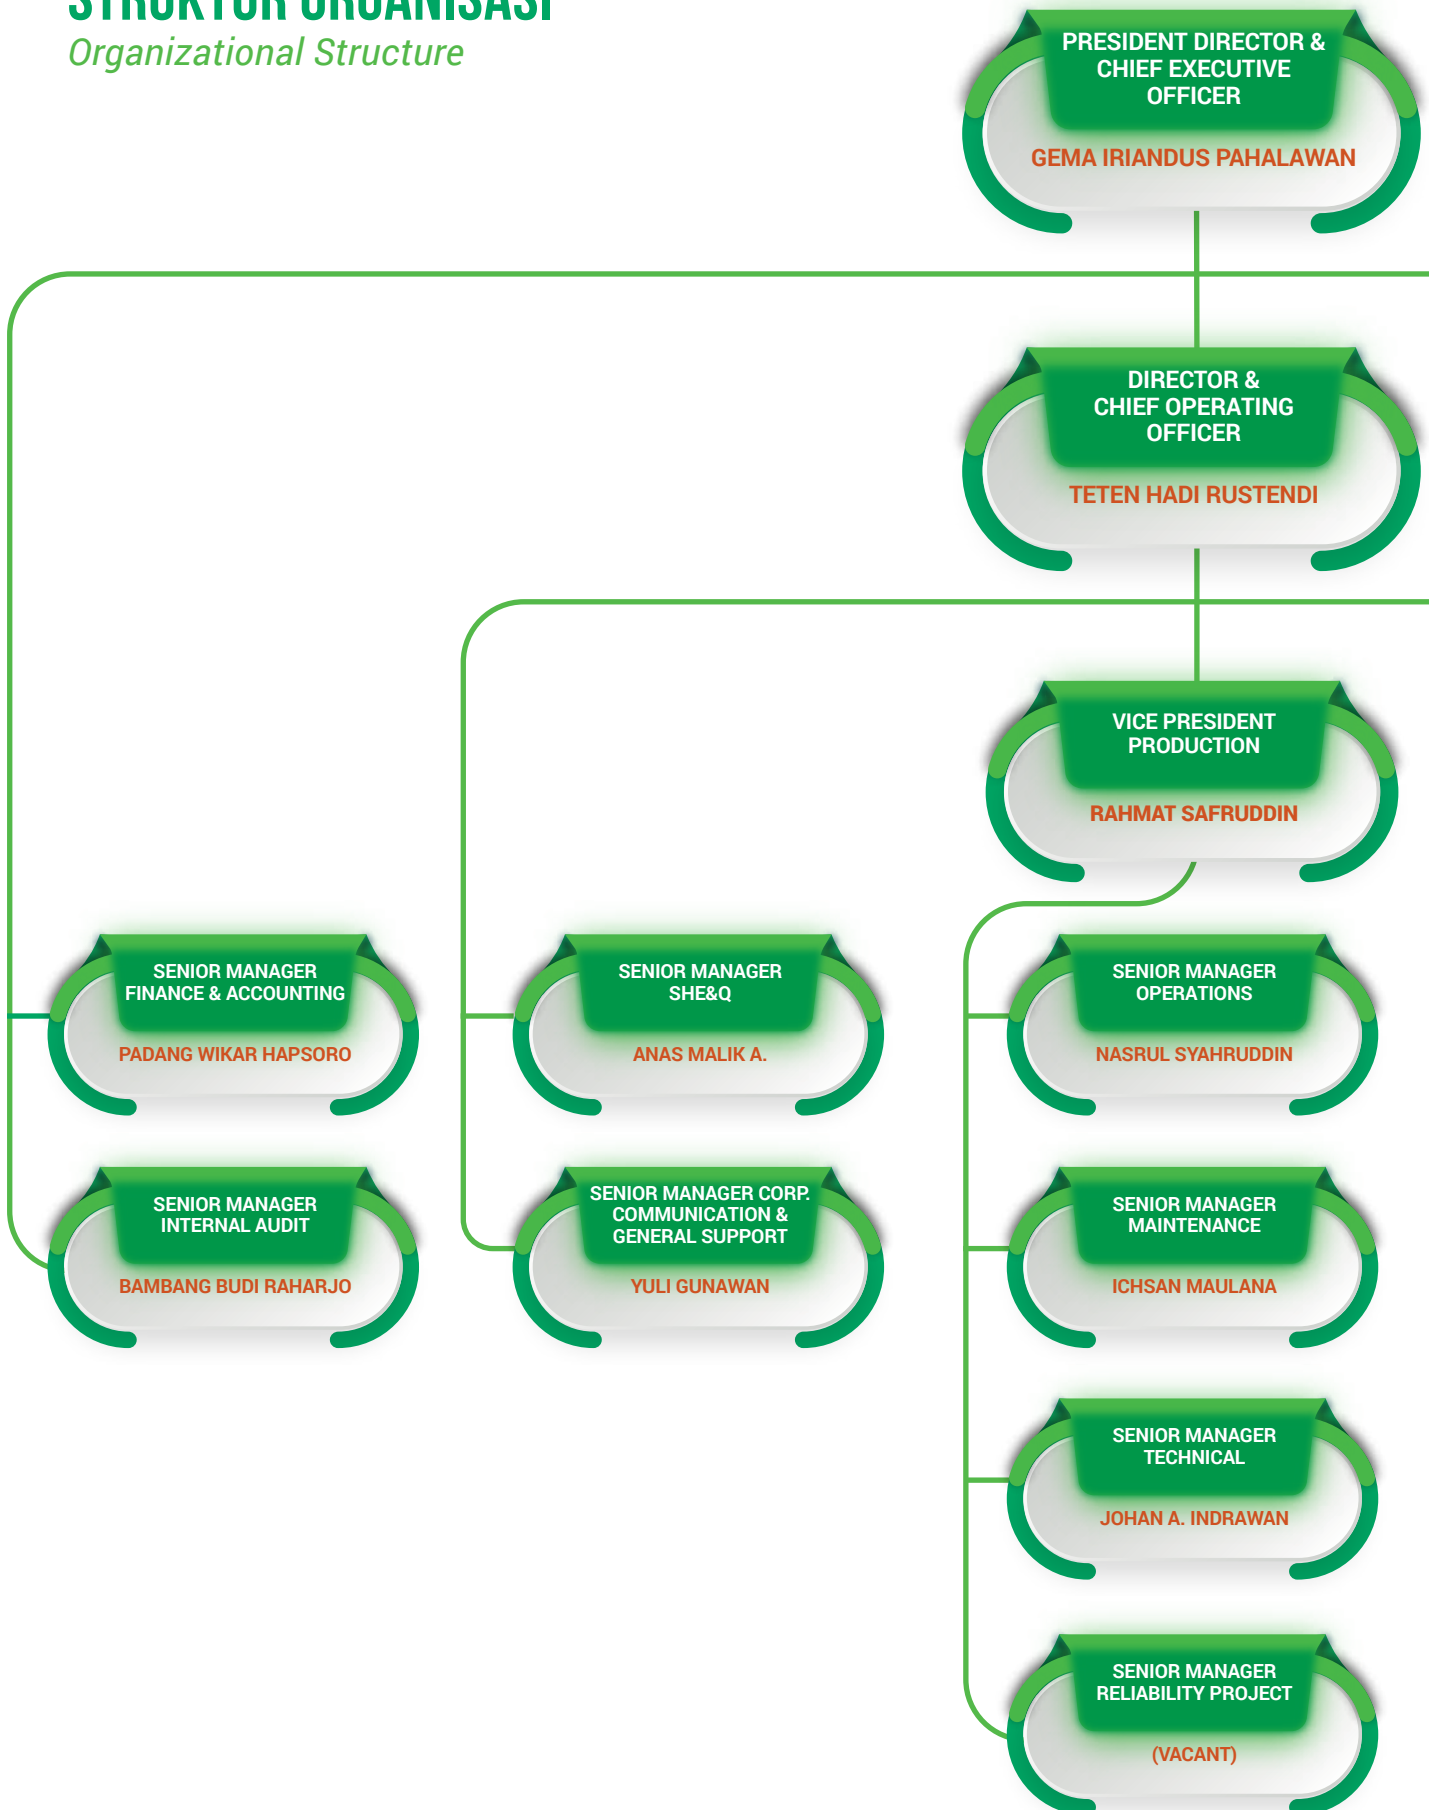 STRUKTUR ORGANISASI
Organizational Structure
PRESIDENT DIRECTOR &
CHIEF EXECUTIVE
OFFICER
GEMA IRIANDUS PAHALAWAN
DIRECTOR &
CHIEF OPERATING
OFFICER
TETEN HADI RUSTENDI
VICE PRESIDENT
PRODUCTION
RAHMAT SAFRUDDIN
SENIOR MANAGER
FINANCE & ACCOUNTING
PADANG WIKAR HAPSORO
SENIOR MANAGER
SHE&Q
ANAS MALIK A.
SENIOR MANAGER
OPERATIONS
NASRUL SYAHRUDDIN
SENIOR MANAGER
INTERNAL AUDIT
BAMBANG BUDI RAHARJO
SENIOR MANAGER CORP.
COMMUNICATION &
GENERAL SUPPORT
YULI GUNAWAN
SENIOR MANAGER
MAINTENANCE
ICHSAN MAULANA
SENIOR MANAGER
TECHNICAL
JOHAN A. INDRAWAN
SENIOR MANAGER
RELIABILITY PROJECT
(VACANT)